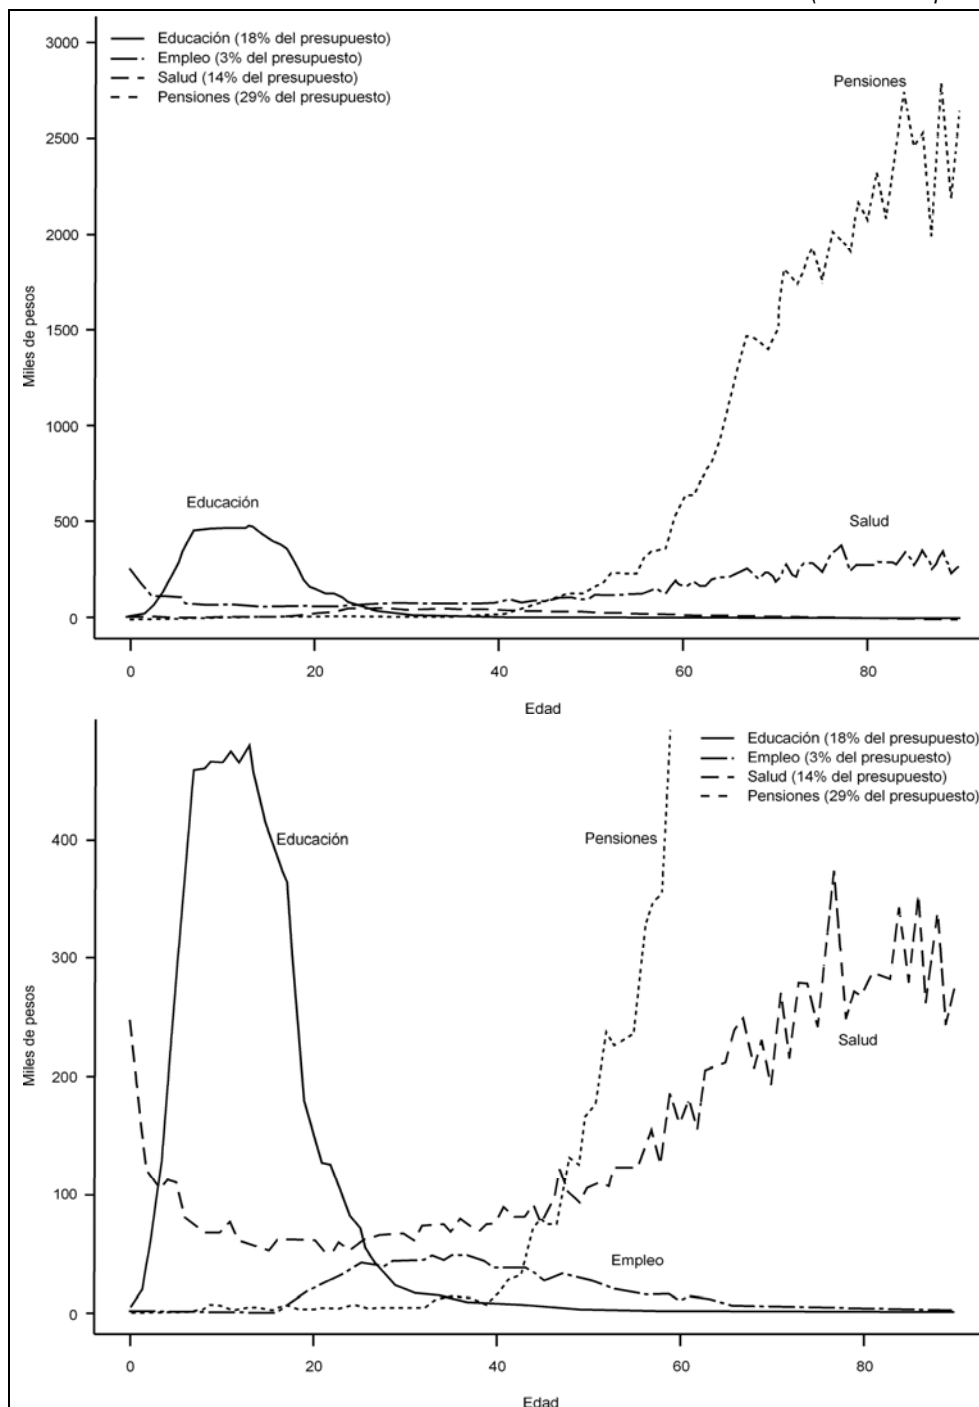 Educación (18% del presupuesto)
Empleo (3% del presupuesto)
Salud (14% del presupuesto)
Pensiones (29% del presupuesto)
Pensiones
Educación
Salud
Miles de pesos
3000
2500
2000
1500
1000
500
0
0 20 40 60 80
Edad
Educación (18% del presupuesto)
Empleo (3% del presupuesto)
Salud (14% del presupuesto)
Pensiones (29% del presupuesto)
Educación
Pensiones
Salud
Empleo
Miles de pesos
400
300
200
100
0
0 20 40 60 80
Edad